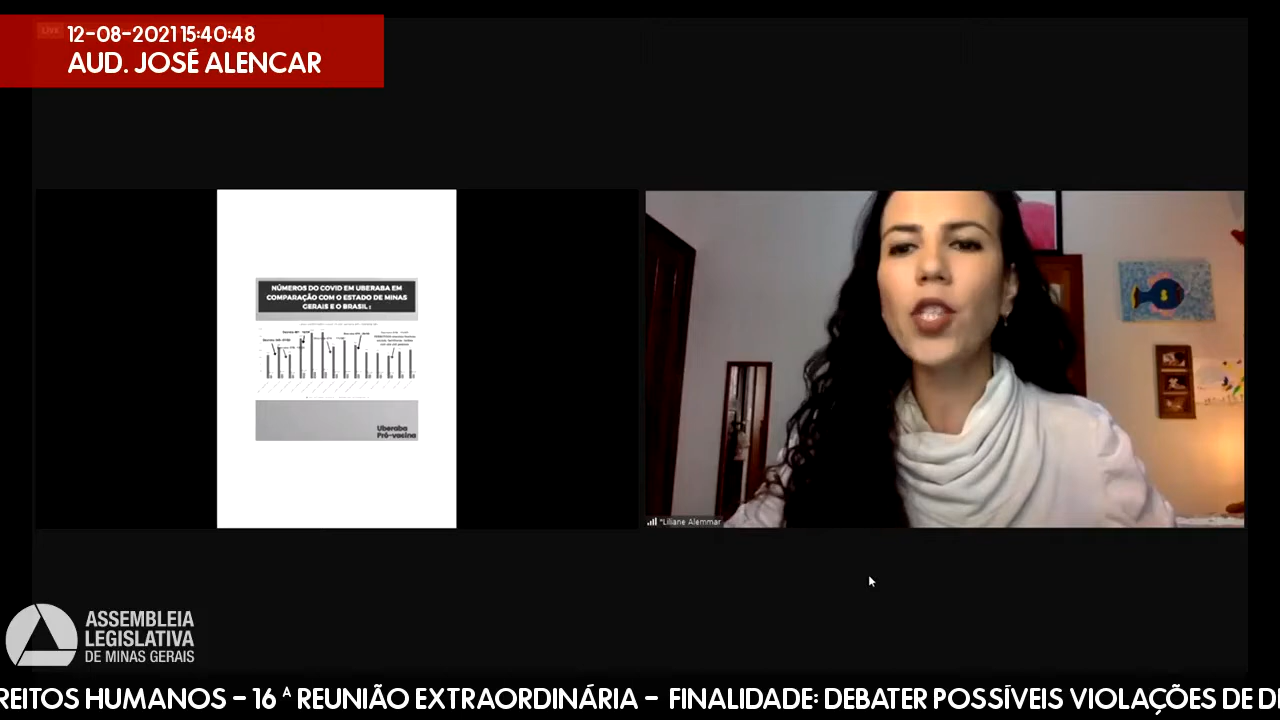 LIVE
12-08-2021 15:40:48
AUD. JOSÉ ALENCAR
NÚMEROS DO COVID EM UBERABA EM
COMPARAÇÃO COM O ESTADO DE MINAS
GERAIS E O BRASIL :
Uberaba
Pró-vacina
*Liliane Alemmar
ASSEMBLEIA
LEGISLATIVA
DE MINAS GERAIS
REITOS HUMANOS - 16 ª REUNIÃO EXTRAORDINÁRIA - FINALIDADE: DEBATER POSSÍVEIS VIOLAÇÕES DE D